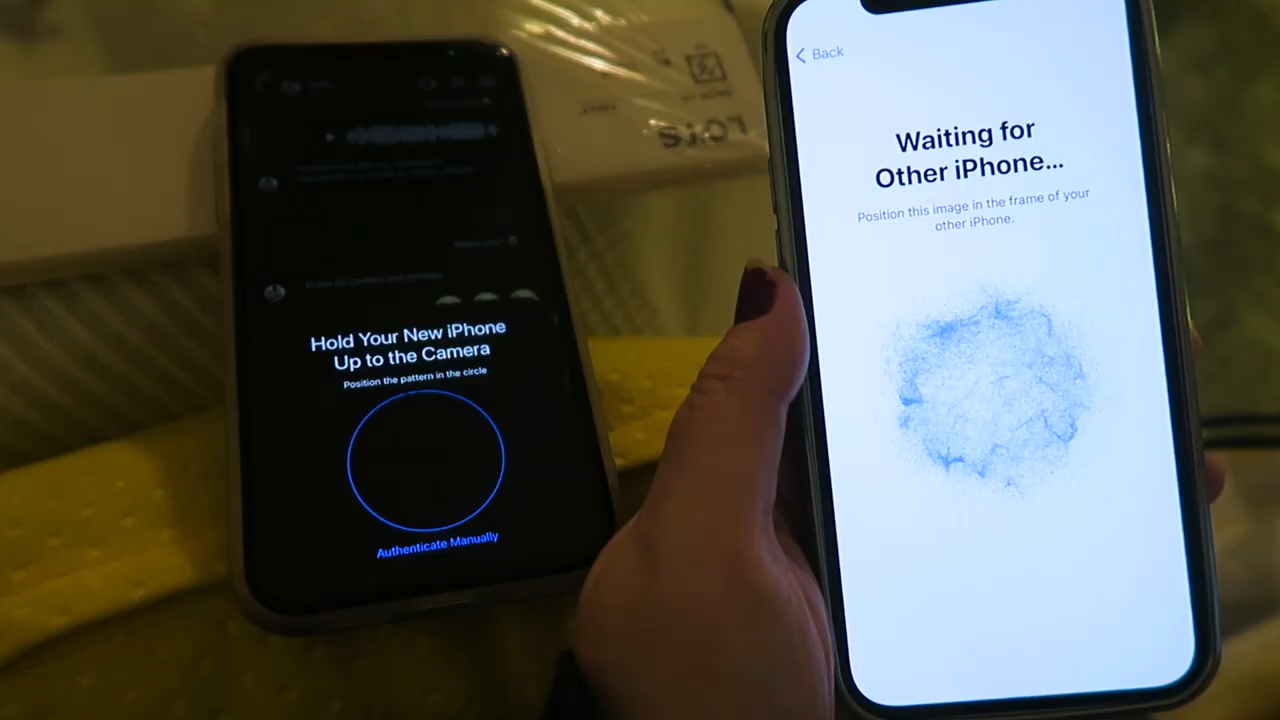 Hold Your New iPhone
Up to the Camera
Position the pattern in the circle
Authenticate Manually
Back
Waiting for
Other iPhone...
Position this image in the frame of your
other iPhone.